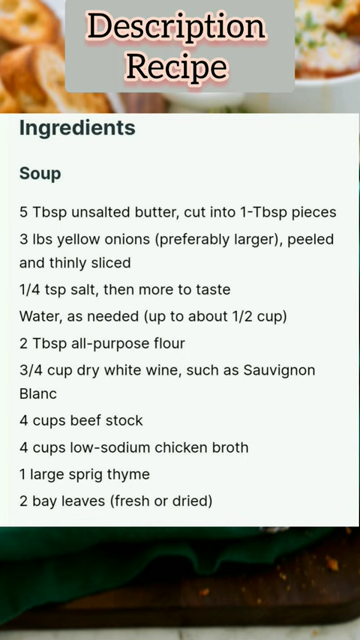 Description
Recipe
Ingredients
Soup
5 Tbsp unsalted butter, cut into 1-Tbsp pieces
3 lbs yellow onions (preferably larger), peeled
and thinly sliced
1/4 tsp salt, then more to taste
Water, as needed (up to about 1/2 cup)
2 Tbsp all-purpose flour
3/4 cup dry white wine, such as Sauvignon
Blanc
4 cups beef stock
4 cups low-sodium chicken broth
1 large sprig thyme
2 bay leaves (fresh or dried)